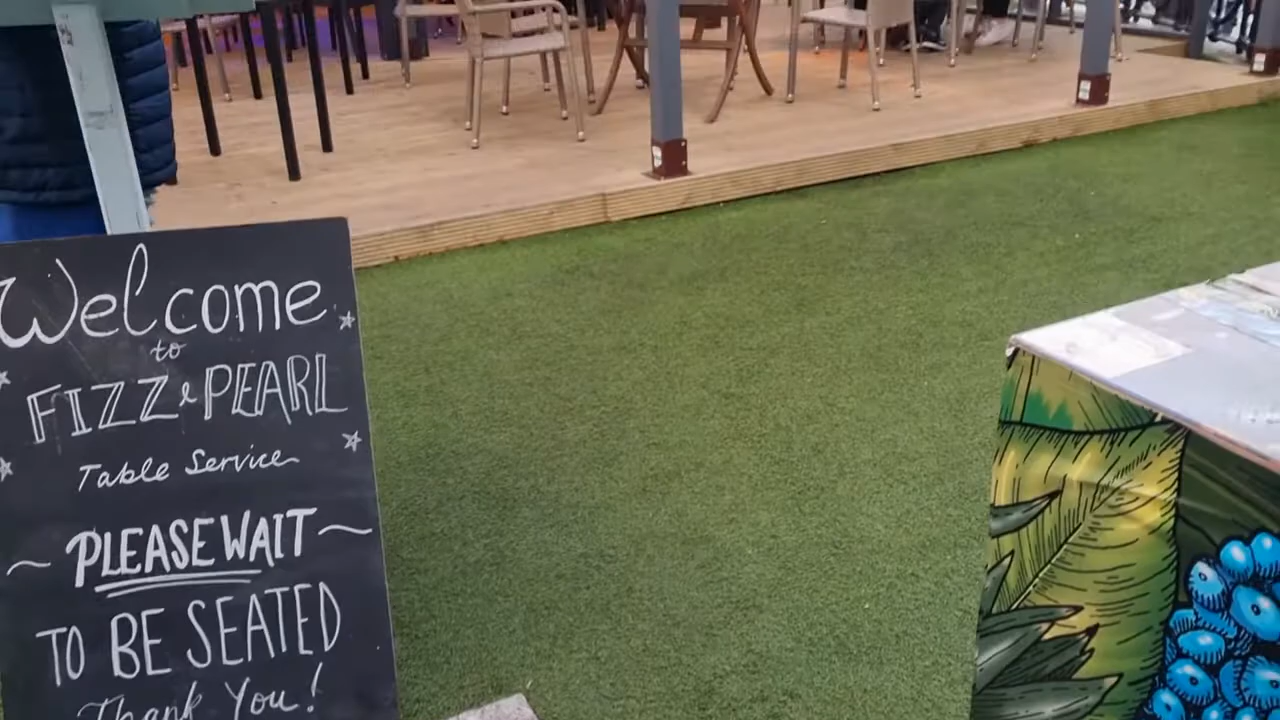 Welcome
to
FIZZ & PEARL
Table Service
~ PLEASE WAIT ~
TO BE SEATED
Thank You!